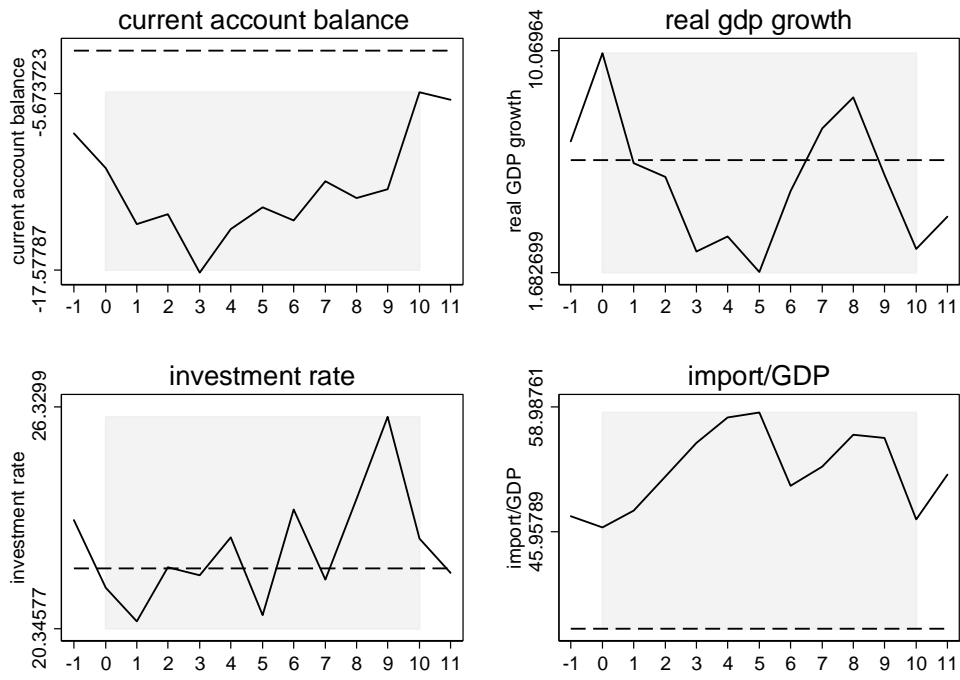 current account balance
current account balance
-5.673723
-17.57787
-1 0 1 2 3 4 5 6 7 8 9 10 11
real gdp growth
real GDP growth
10.06964
1.682699
-1 0 1 2 3 4 5 6 7 8 9 10 11
investment rate
investment rate
26.3299
20.34577
-1 0 1 2 3 4 5 6 7 8 9 10 11
import/GDP
import/GDP
58.98761
45.95789
-1 0 1 2 3 4 5 6 7 8 9 10 11